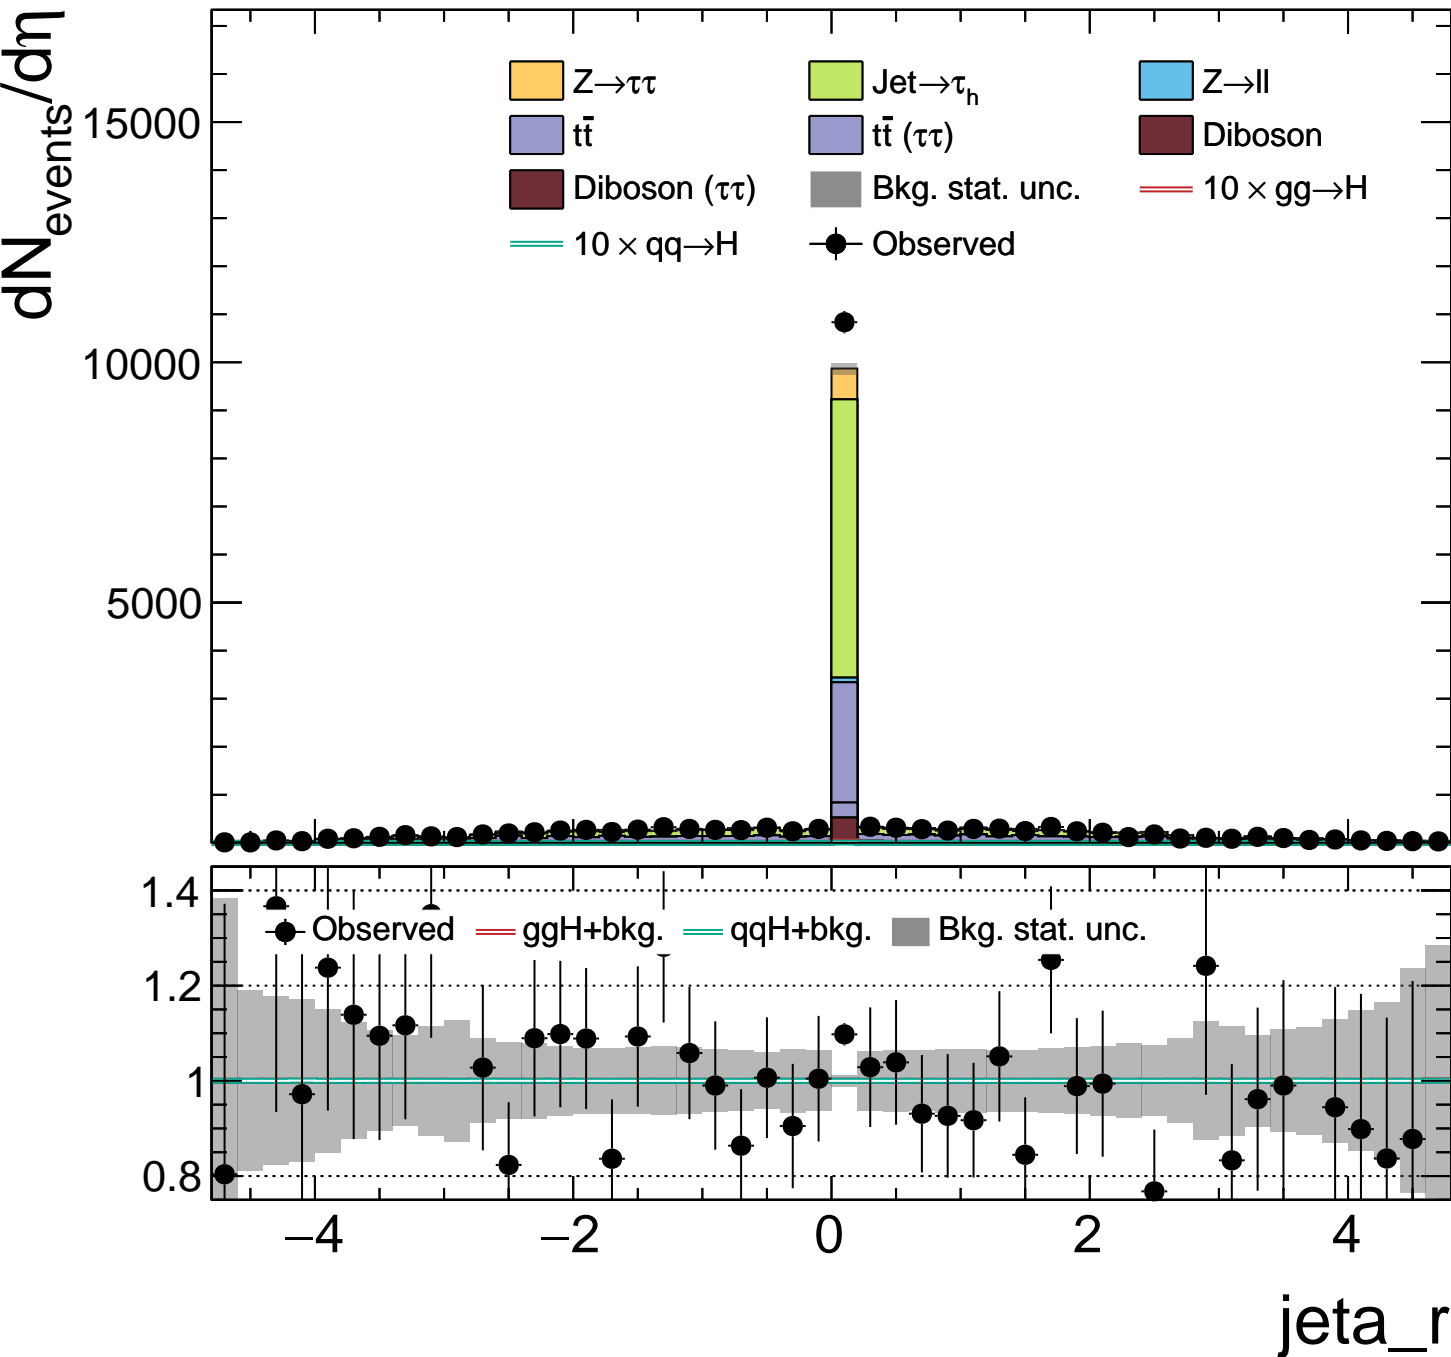 dN_events/dη
15000
10000
5000
Z→ττ
Jet→τ_h
Z→ll
tt̄
tt̄ (ττ)
Diboson
Diboson (ττ)
Bkg. stat. unc.
10 × gg→H
10 × qq→H
Observed
1.4
1.2
1
0.8
Observed
ggH+bkg.
qqH+bkg.
Bkg. stat. unc.
−4
−2
0
2
4
jeta_r